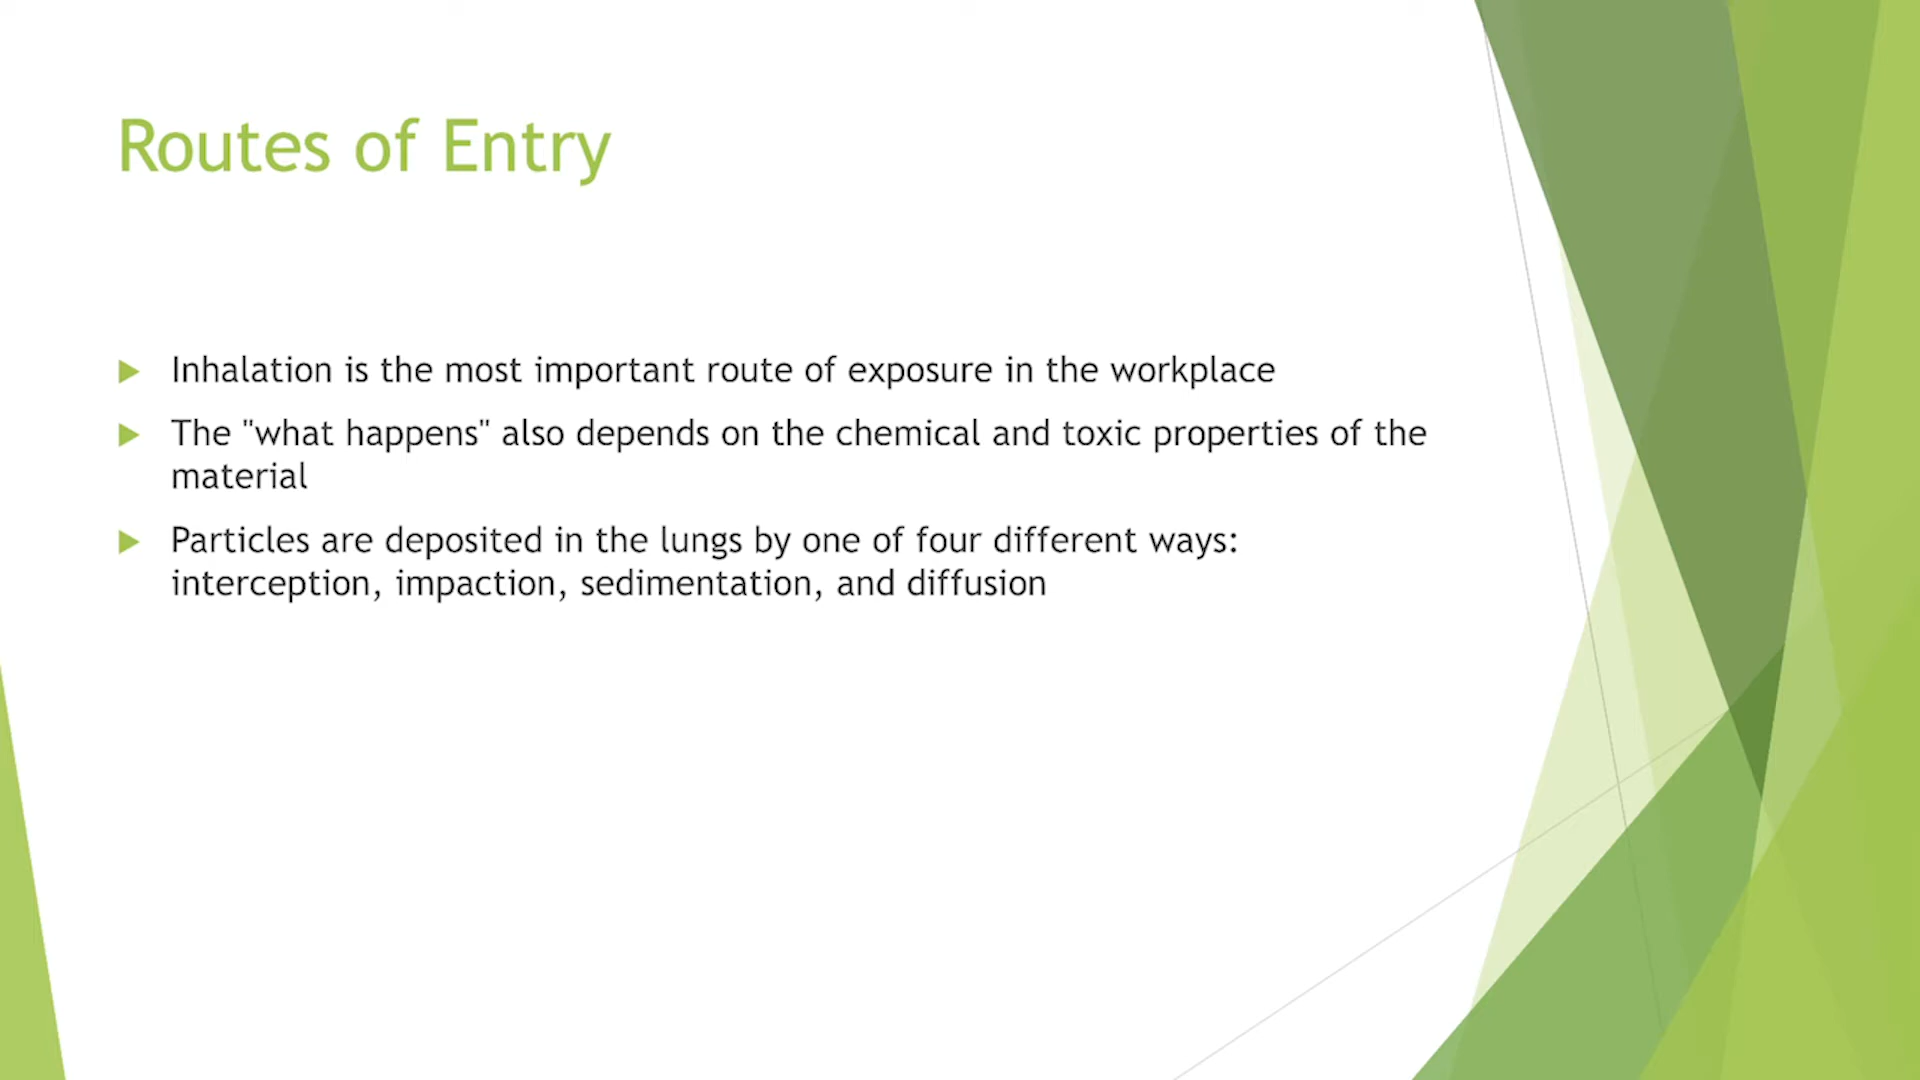 Routes of Entry
Inhalation is the most important route of exposure in the workplace
The "what happens" also depends on the chemical and toxic properties of the
material
Particles are deposited in the lungs by one of four different ways:
interception, impaction, sedimentation, and diffusion